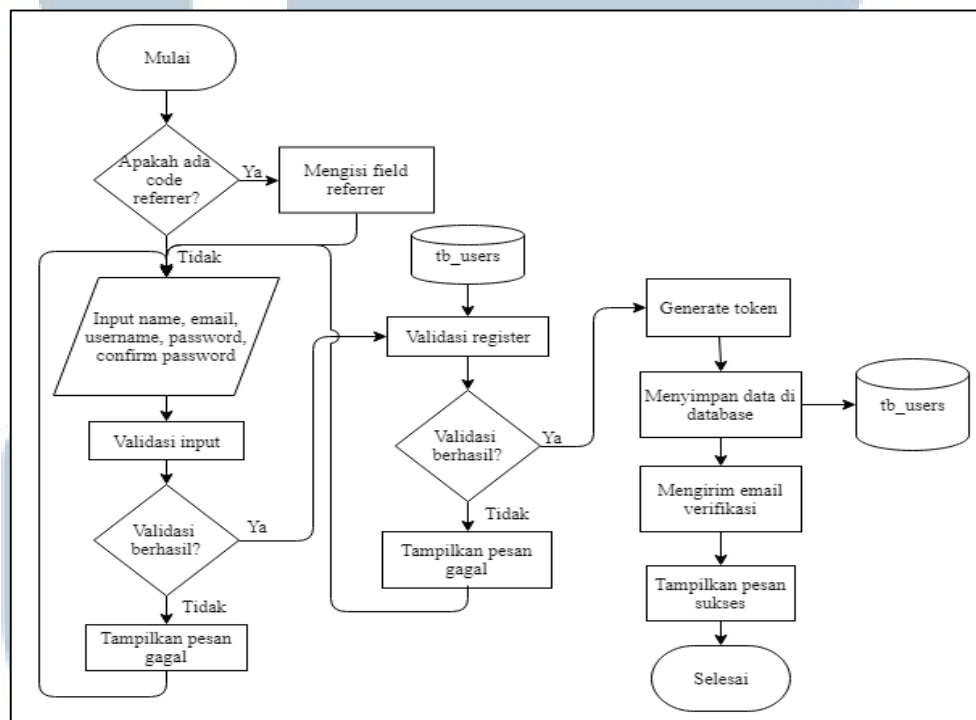 Mulai
Apakah ada
code
referrer?
Ya
Mengisi field
referrer
Tidak
Input name, email,
username, password,
confirm password
Validasi input
Validasi
berhasil?
Ya
Tidak
Tampilkan pesan
gagal
tb_users
Validasi register
Validasi
berhasil?
Ya
Tidak
Tampilkan pesan
gagal
Generate token
Menyimpan data di
database
tb_users
Mengirim email
verifikasi
Tampilkan pesan
sukses
Selesai